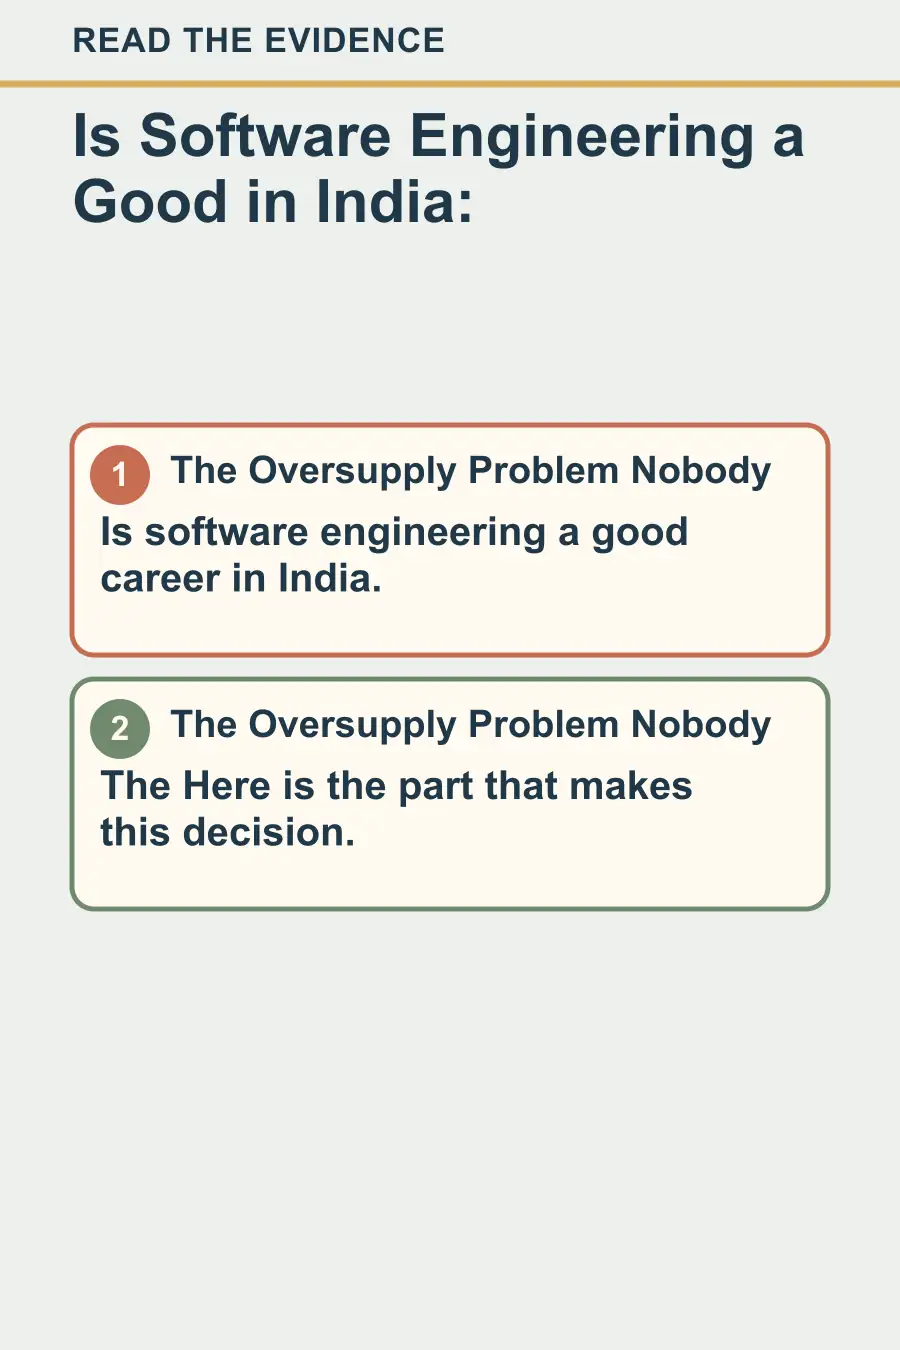 READ THE EVIDENCE
Is Software Engineering a
Good in India:
1 The Oversupply Problem Nobody
Is software engineering a good
career in India.
2 The Oversupply Problem Nobody
The Here is the part that makes
this decision.